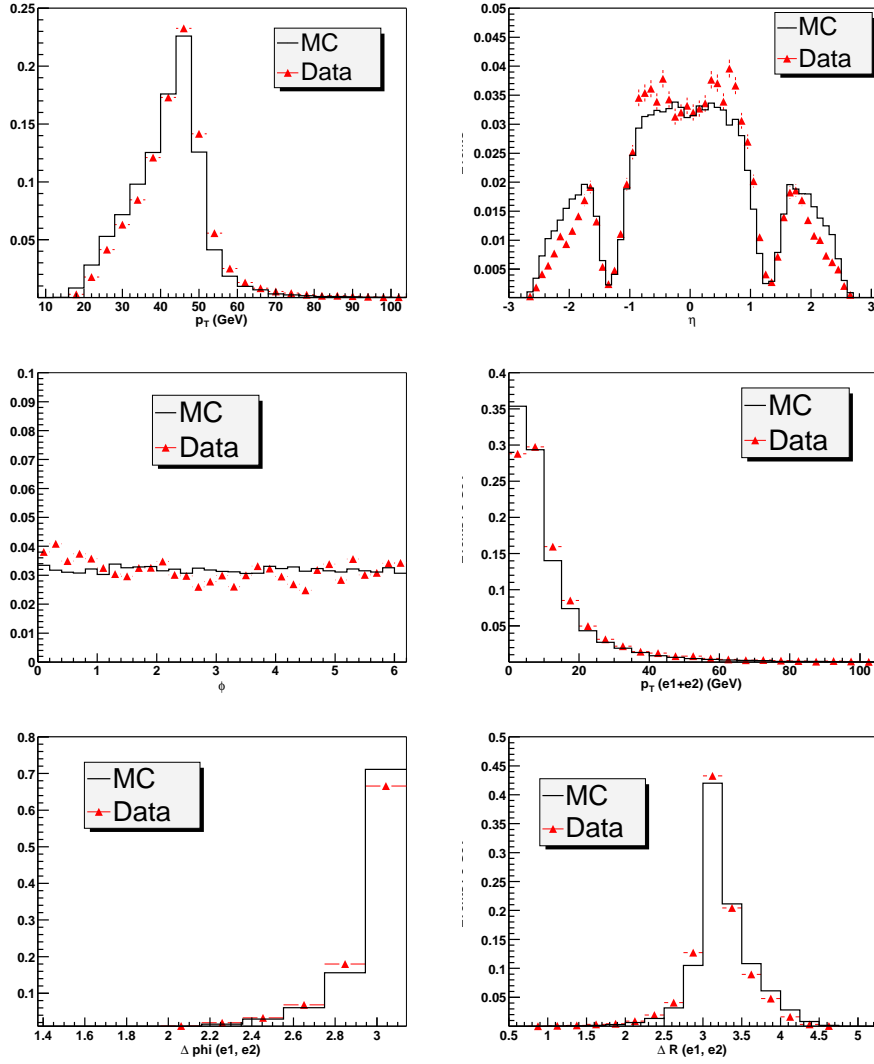 0.25
0.2
0.15
0.1
0.05
10 20 30 40 50 60 70 80 90 100
p_T (GeV)
MC
Data
0.05
0.045
0.04
0.035
0.03
0.025
0.02
0.015
0.01
0.005
-3 -2 -1 0 1 2 3
η
MC
Data
0.1
0.09
0.08
0.07
0.06
0.05
0.04
0.03
0.02
0.01
0
0 1 2 3 4 5 6
ϕ
MC
Data
0.4
0.35
0.3
0.25
0.2
0.15
0.1
0.05
0 20 40 60 80 100
p_T (e1+e2) (GeV)
MC
Data
0.8
0.7
0.6
0.5
0.4
0.3
0.2
0.1
1.4 1.6 1.8 2 2.2 2.4 2.6 2.8 3
Δ phi (e1, e2)
MC
Data
0.5
0.45
0.4
0.35
0.3
0.25
0.2
0.15
0.1
0.05
0.5 1 1.5 2 2.5 3 3.5 4 4.5 5
Δ R (e1, e2)
MC
Data